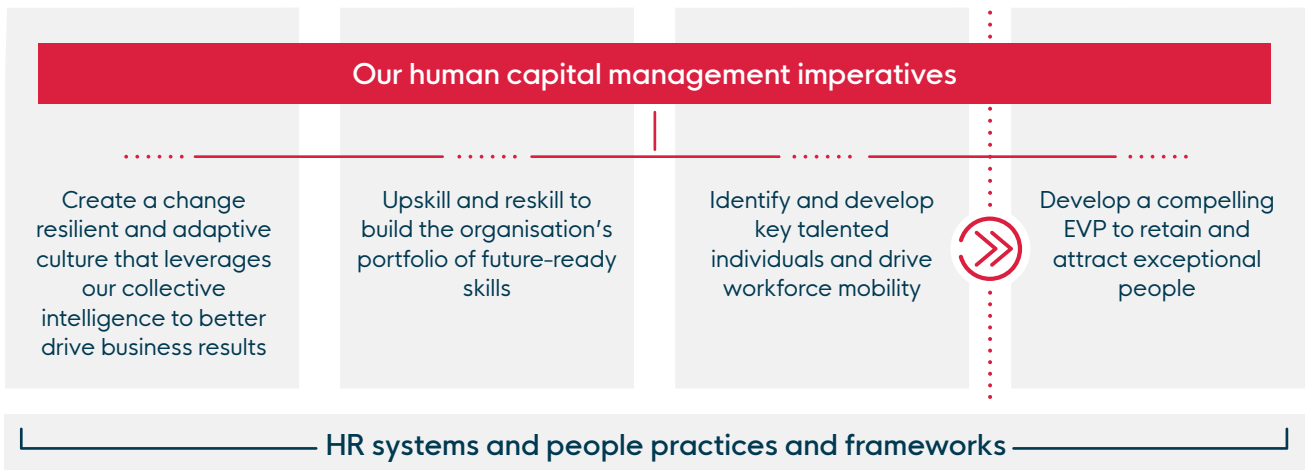 Our human capital management imperatives
Create a change
resilient and adaptive
culture that leverages
our collective
intelligence to better
drive business results
Upskill and reskill to
build the organisation's
portfolio of future-ready
skills
Identify and develop
key talented
individuals and drive
workforce mobility
Develop a compelling
EVP to retain and
attract exceptional
people
HR systems and people practices and frameworks